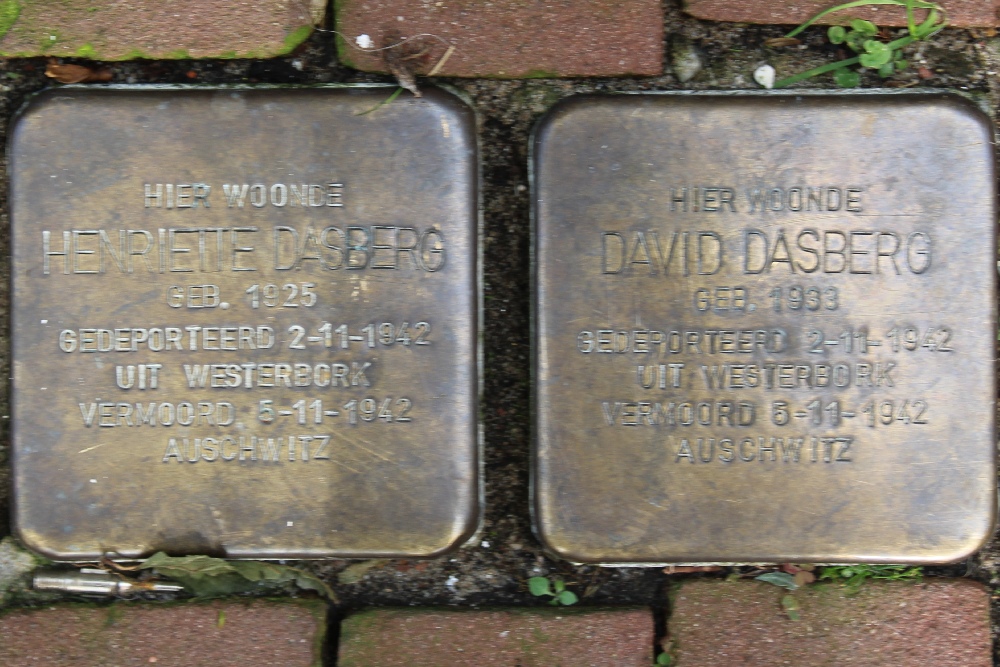 HIER WOONDE
HENRIETTE DASBERG
GEB. 1925
GEDEPORTEERD 2-11-1942
UIT WESTERBORK
VERMOORD 5-11-1942
AUSCHWITZ
HIER WOONDE
DAVID DASBERG
GEB. 1933
GEDEPORTEERD 2-11-1942
UIT WESTERBORK
VERMOORD 5-11-1942
AUSCHWITZ